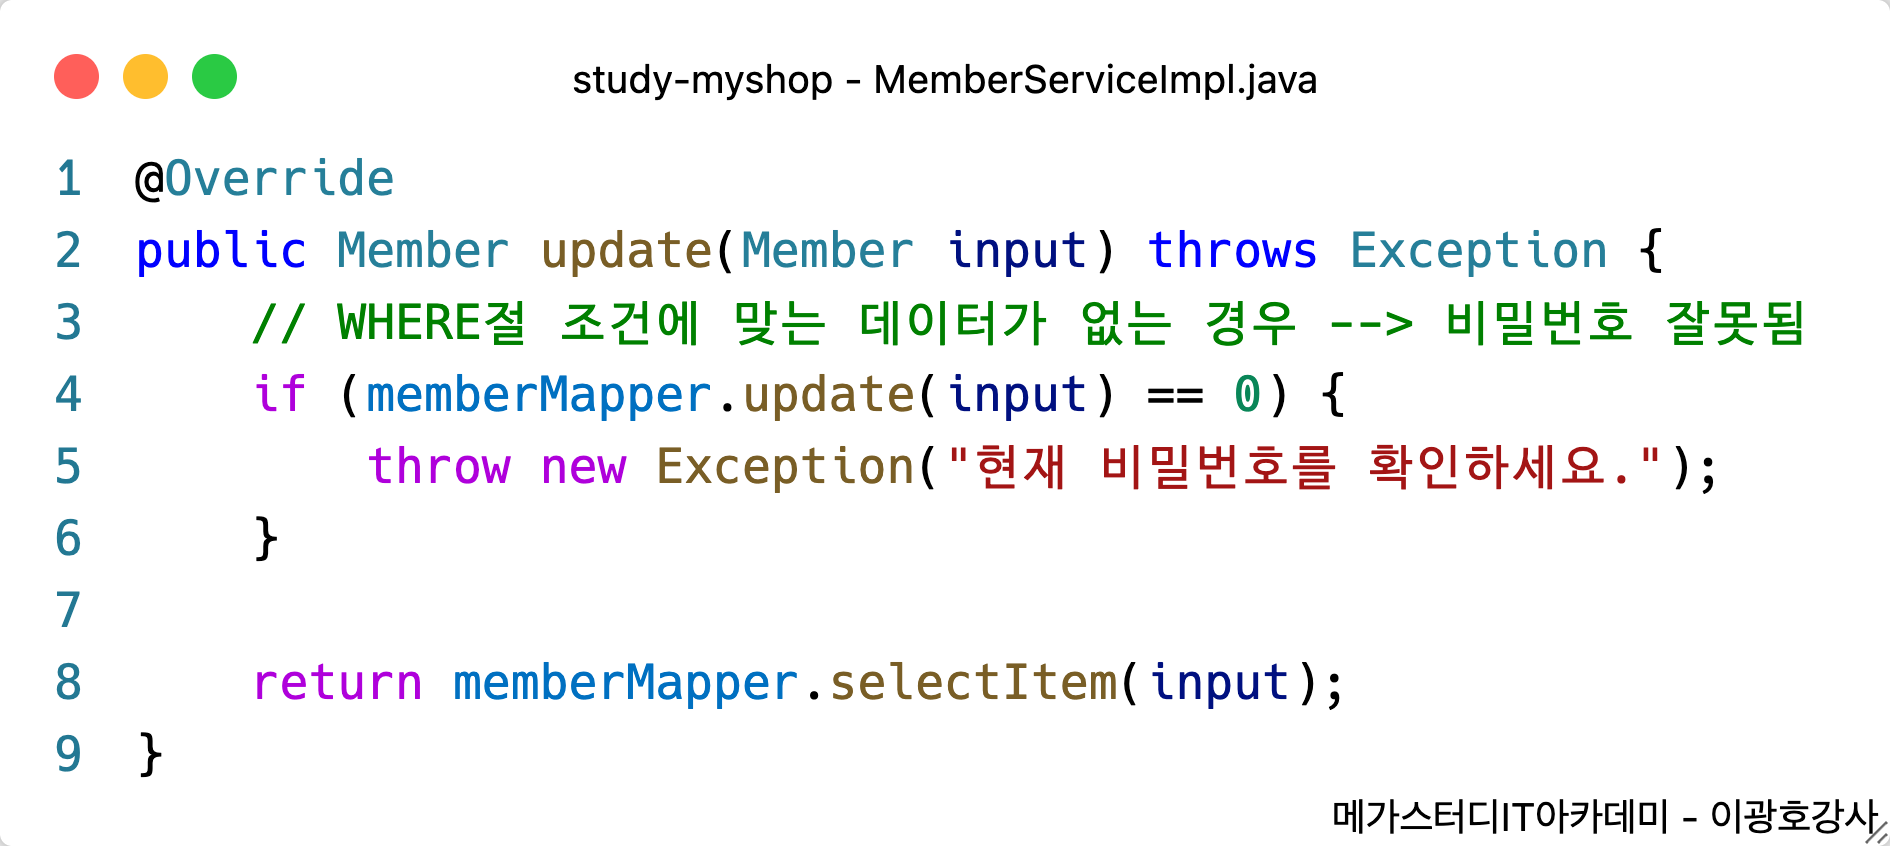 study-myshop - MemberServiceImpl.java
1 @Override
2 public Member update(Member input) throws Exception {
3     // WHERE절 조건에 맞는 데이터가 없는 경우 --> 비밀번호 잘못됨
4     if (memberMapper.update(input) == 0) {
5         throw new Exception("현재 비밀번호를 확인하세요.");
6     }
7
8     return memberMapper.selectItem(input);
9 }
메가스터디IT아카데미 - 이광호강사